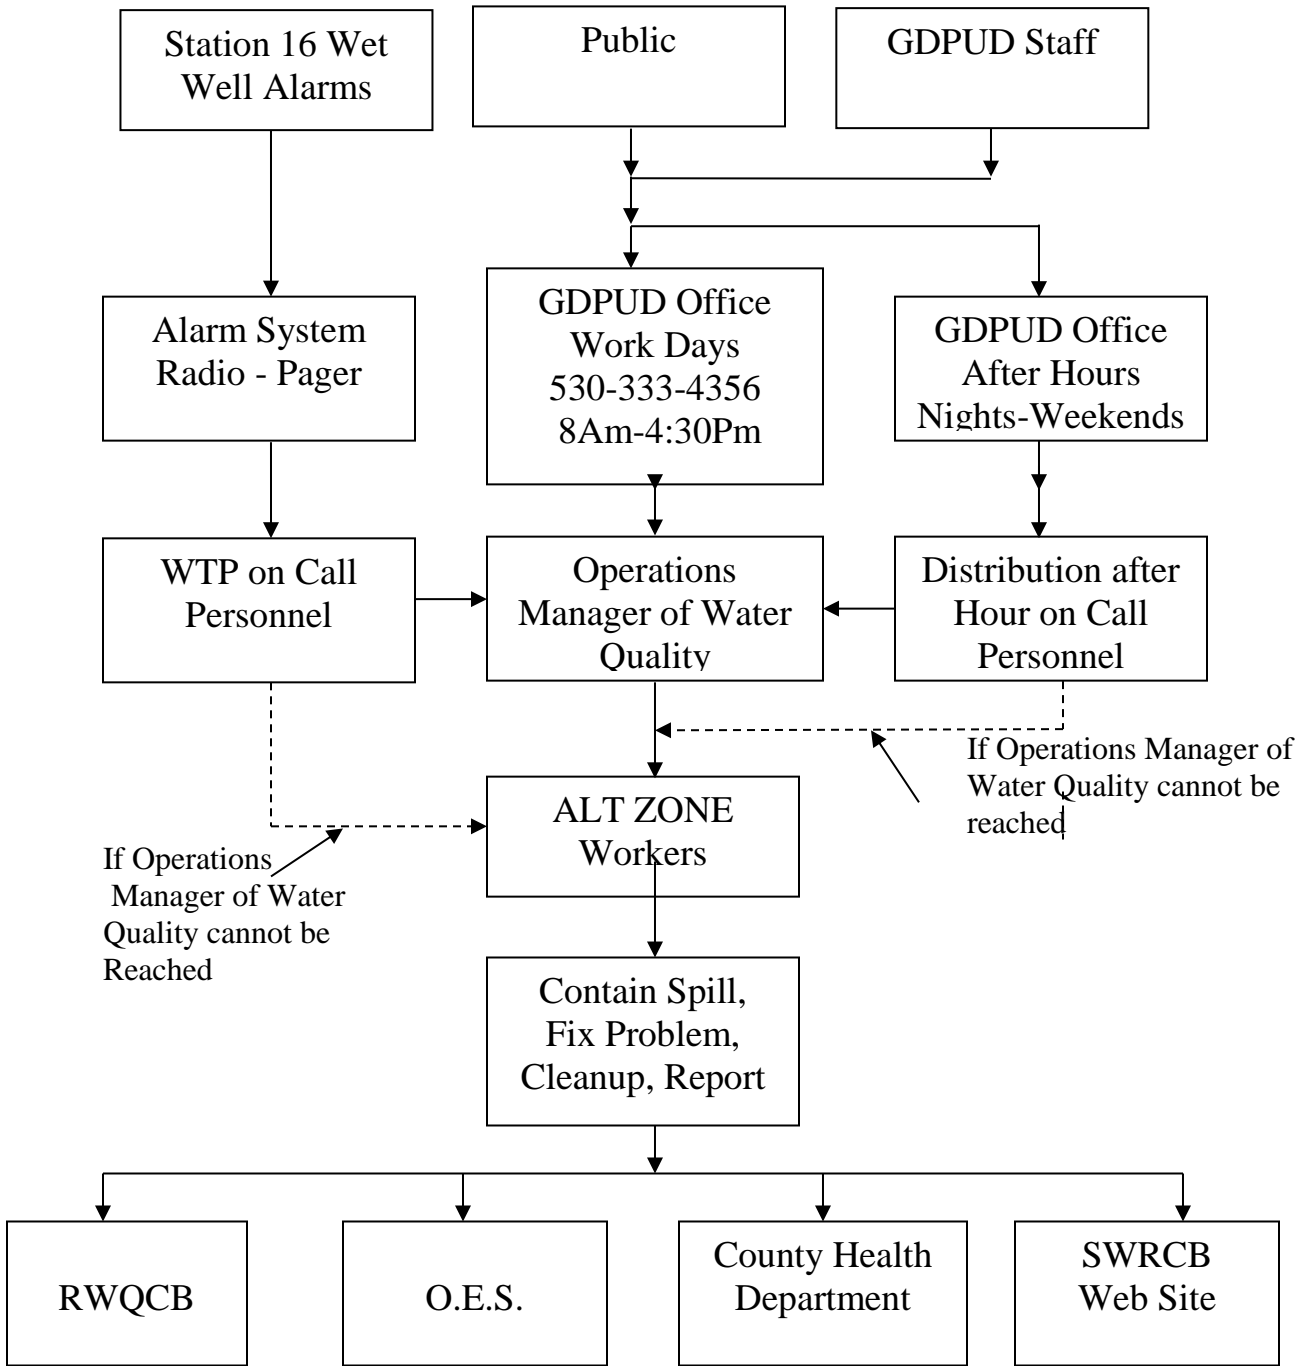 Station 16 Wet
Well Alarms
Public
GDPUD Staff
Alarm System
Radio - Pager
GDPUD Office
Work Days
530-333-4356
8Am-4:30Pm
GDPUD Office
After Hours
Nights-Weekends
WTP on Call
Personnel
Operations
Manager of Water
Quality
Distribution after
Hour on Call
Personnel
If Operations Manager of
Water Quality cannot be
reached
ALT ZONE
Workers
If Operations
Manager of Water
Quality cannot be
Reached
Contain Spill,
Fix Problem,
Cleanup, Report
RWQCB
O.E.S.
County Health
Department
SWRCB
Web Site